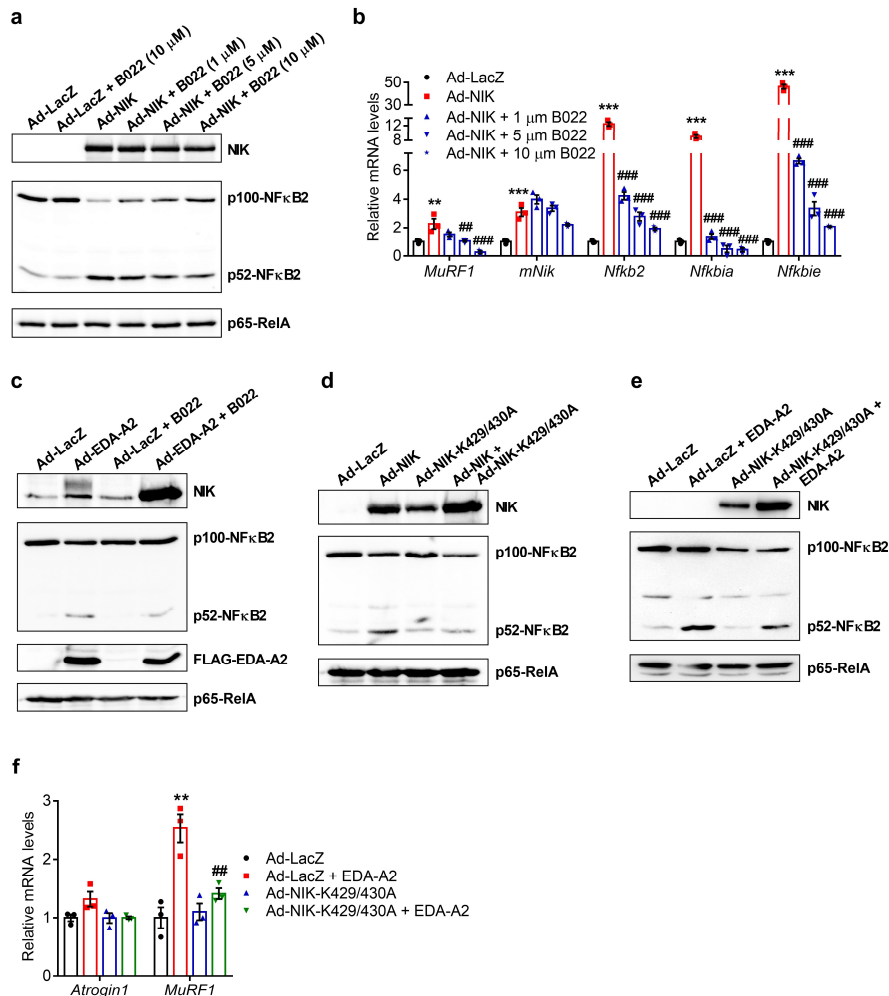 a
Ad-LacZ
Ad-LacZ + B022 (10 μM)
Ad-NIK
Ad-NIK + B022 (1 μM)
Ad-NIK + B022 (5 μM)
Ad-NIK + B022 (10 μM)
NIK
p100-NFκB2
p52-NFκB2
p65-RelA
b
Relative mRNA levels
50
30
12
8
4
2
0
Ad-LacZ
Ad-NIK
Ad-NIK + 1 μm B022
Ad-NIK + 5 μm B022
Ad-NIK + 10 μm B022
** ## ###
***
*** ### ### ###
*** ### ### ###
*** ### ### ###
MuRF1 mNik Nfkb2 Nfkbia Nfkbie
c
Ad-LacZ
Ad-EDA-A2
Ad-LacZ + B022
Ad-EDA-A2 + B022
NIK
p100-NFκB2
p52-NFκB2
FLAG-EDA-A2
p65-RelA
d
Ad-LacZ
Ad-NIK
Ad-NIK-K429/430A
Ad-NIK +
Ad-NIK-K429/430A
NIK
p100-NFκB2
p52-NFκB2
p65-RelA
e
Ad-LacZ
Ad-LacZ + EDA-A2
Ad-NIK-K429/430A
Ad-NIK-K429/430A +
EDA-A2
NIK
p100-NFκB2
p52-NFκB2
p65-RelA
f
Relative mRNA levels
3
2
1
0
**
##
Ad-LacZ
Ad-LacZ + EDA-A2
Ad-NIK-K429/430A
Ad-NIK-K429/430A + EDA-A2
Atrogin1 MuRF1